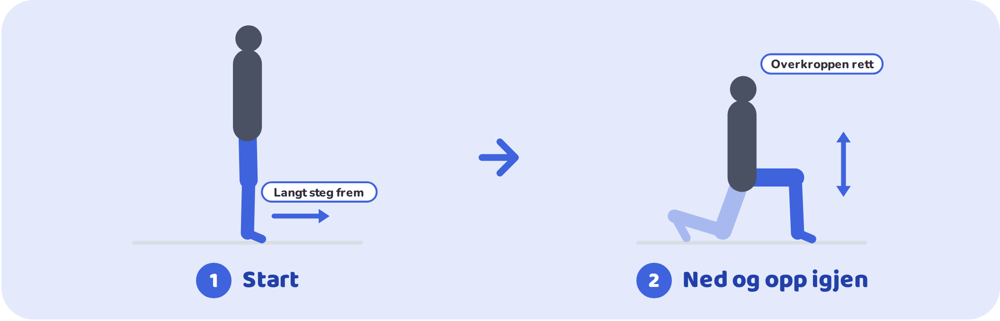 Overkroppen rett
Langt steg frem
1 Start
2 Ned og opp igjen